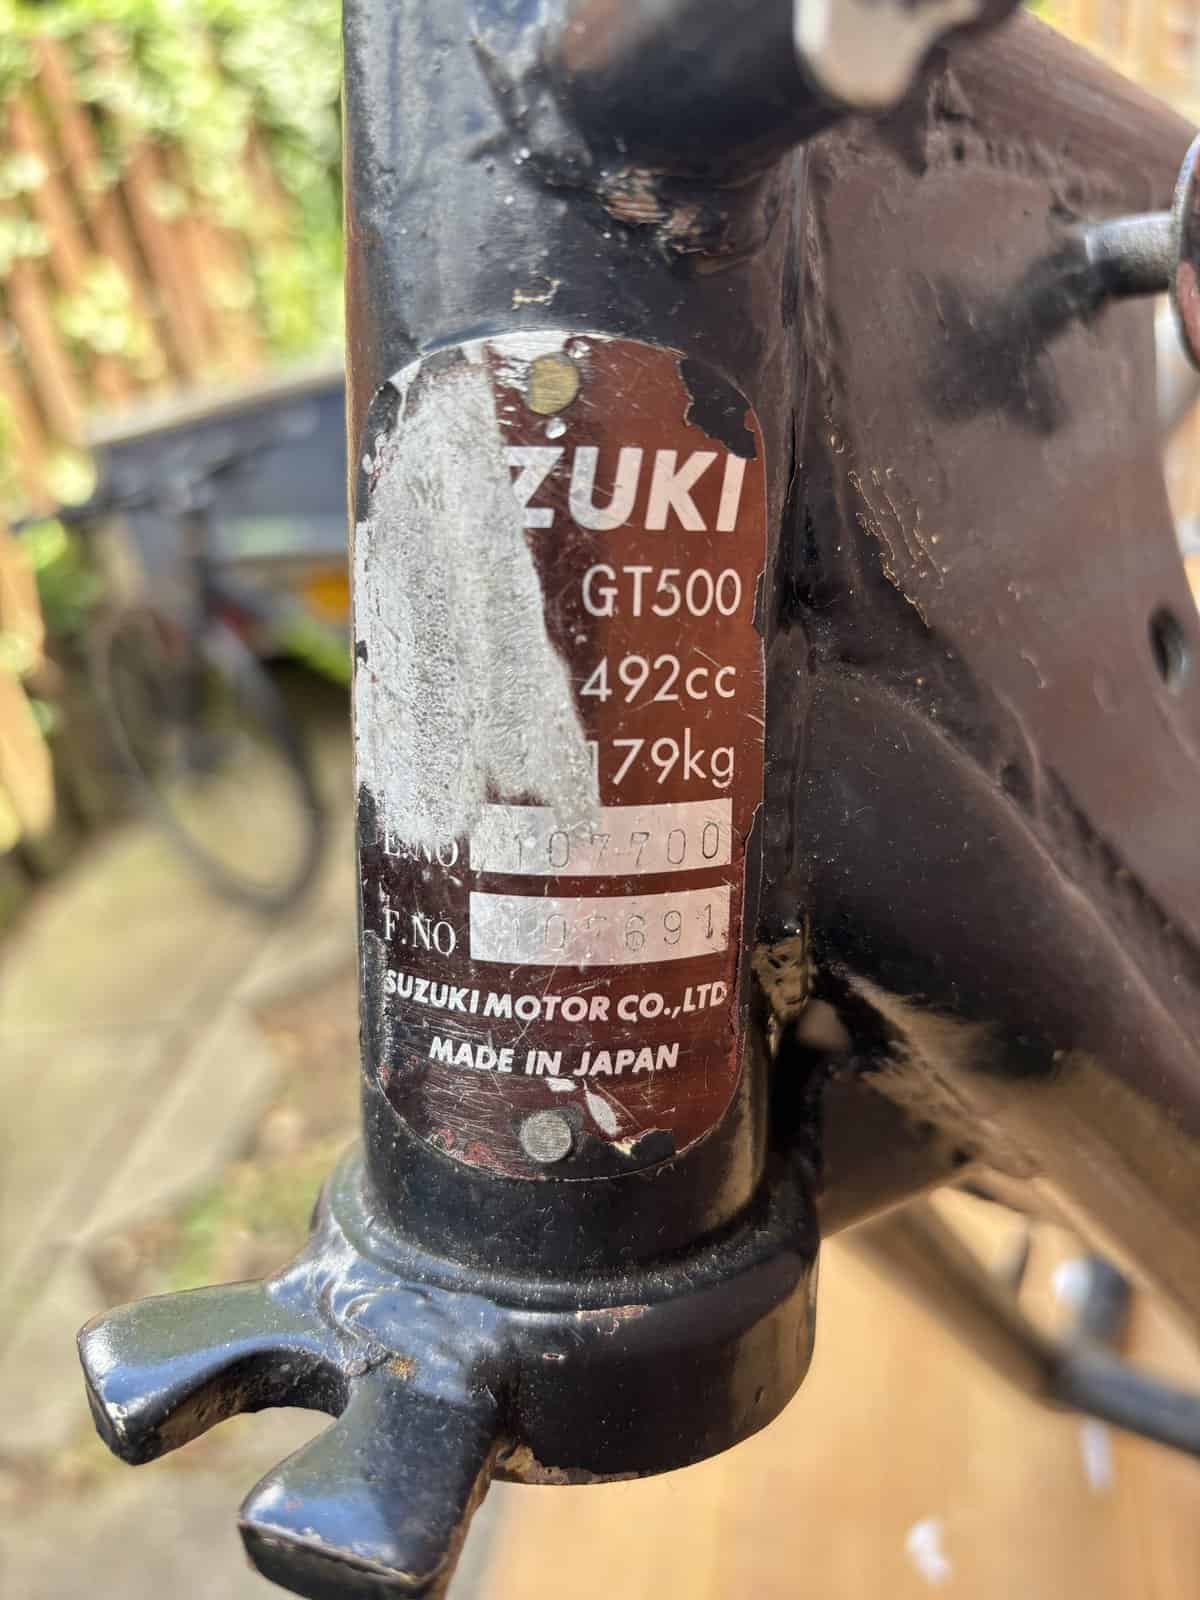 ZUKI
GT500
492cc
179kg
E.NO 107700
F.NO
SUZUKI MOTOR CO.,LTD
MADE IN JAPAN